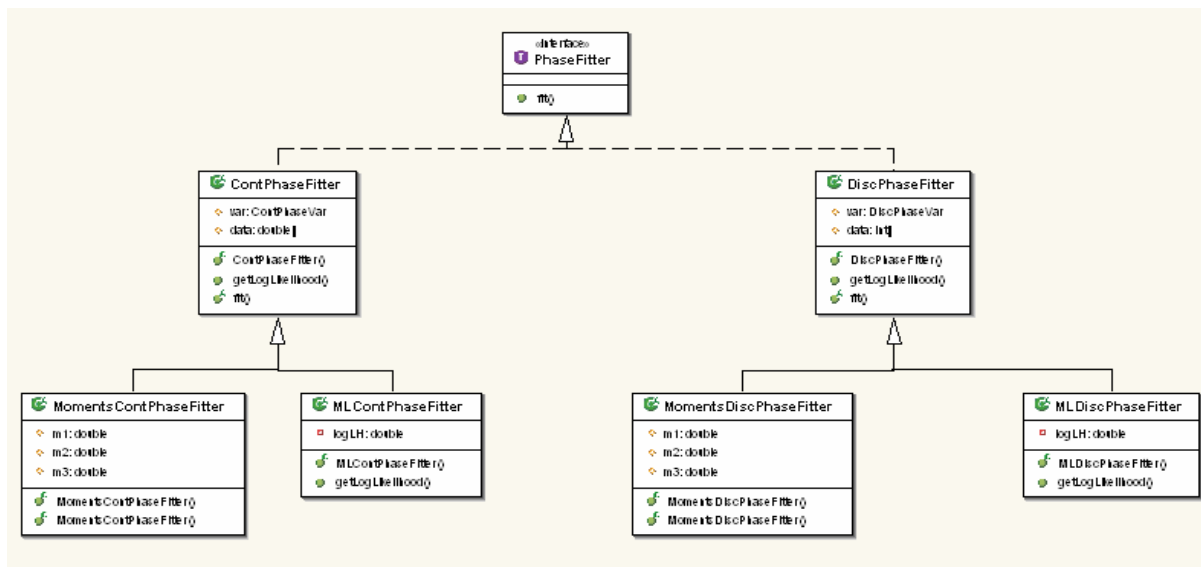 «Interface»
PhaseFitter
fit()
ContPhaseFitter
var: ContPhaseVar
data: double[]
ContPhaseFitter()
getLogLikelihood()
fit()
DiscPhaseFitter
var: DiscPhaseVar
data: int[]
DiscPhaseFitter()
getLogLikelihood()
fit()
MomentsContPhaseFitter
m1: double
m2: double
m3: double
MomentsContPhaseFitter()
MomentsContPhaseFitter()
MLContPhaseFitter
logLH: double
MLContPhaseFitter()
getLogLikelihood()
MomentsDiscPhaseFitter
m1: double
m2: double
m3: double
MomentsDiscPhaseFitter()
MomentsDiscPhaseFitter()
MLDiscPhaseFitter
logLH: double
MLDiscPhaseFitter()
getLogLikelihood()